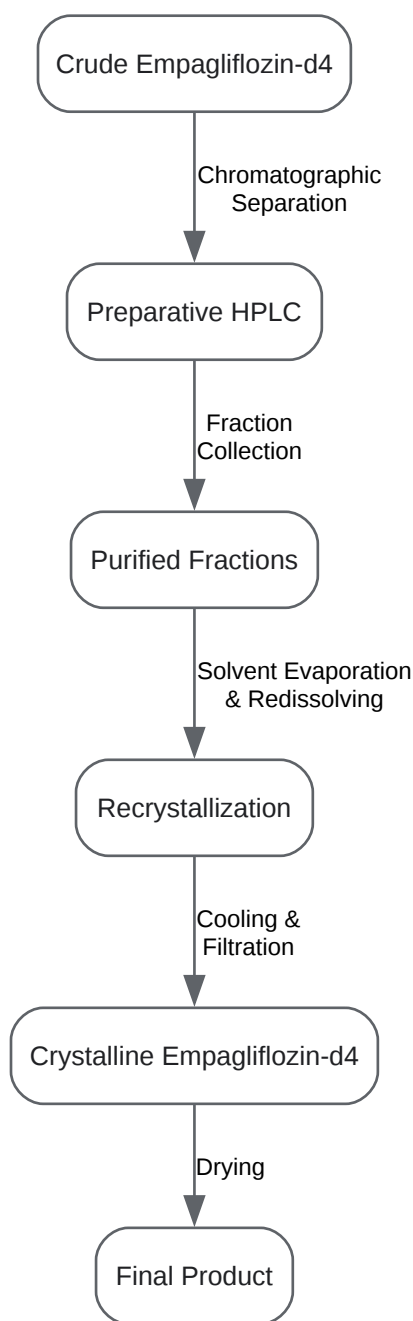 Crude Empagliflozin-d4
Chromatographic
Separation
Preparative HPLC
Fraction
Collection
Purified Fractions
Solvent Evaporation
& Redissolving
Recrystallization
Cooling &
Filtration
Crystalline Empagliflozin-d4
Drying
Final Product